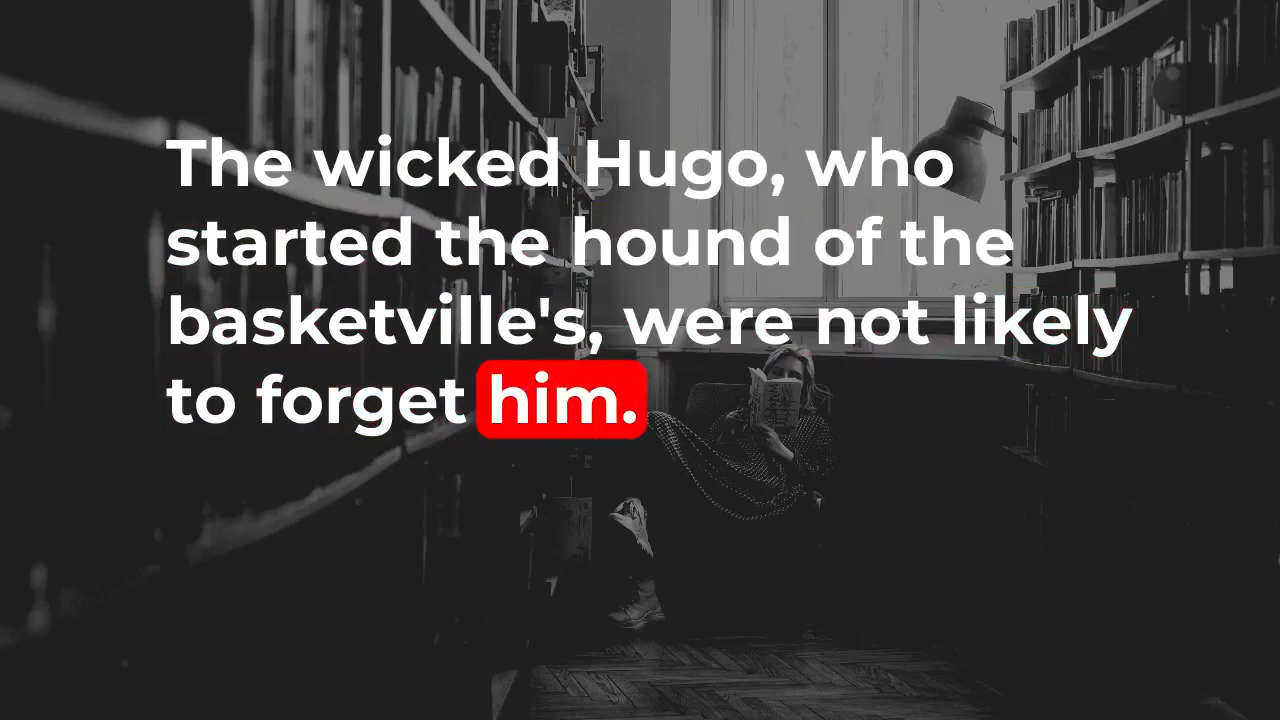 The wicked Hugo, who
started the hound of the
basketville's, were not likely
to forget him.